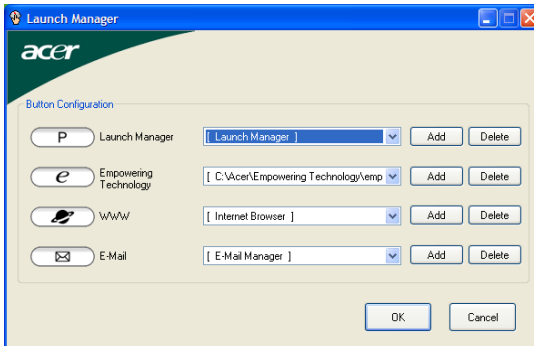 Launch Manager
acer
Button Configuration
P Launch Manager [ Launch Manager ] Add Delete
e Empowering Technology [ C:\Acer\Empowering Technology\emp Add Delete
WWW [ Internet Browser ] Add Delete
E-Mail [ E-Mail Manager ] Add Delete
OK Cancel